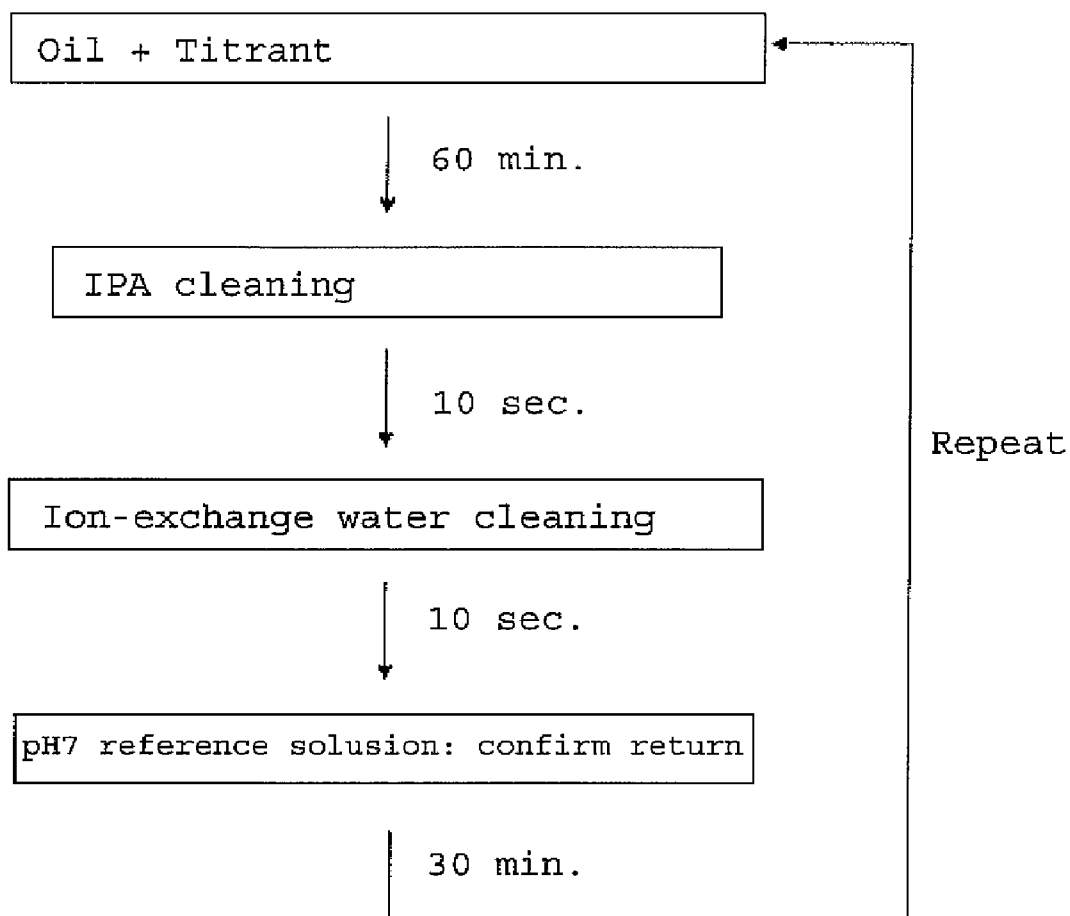 Oil + Titrant
60 min.
IPA cleaning
10 sec.
Repeat
Ion-exchange water cleaning
10 sec.
pH7 reference solusion: confirm return
30 min.